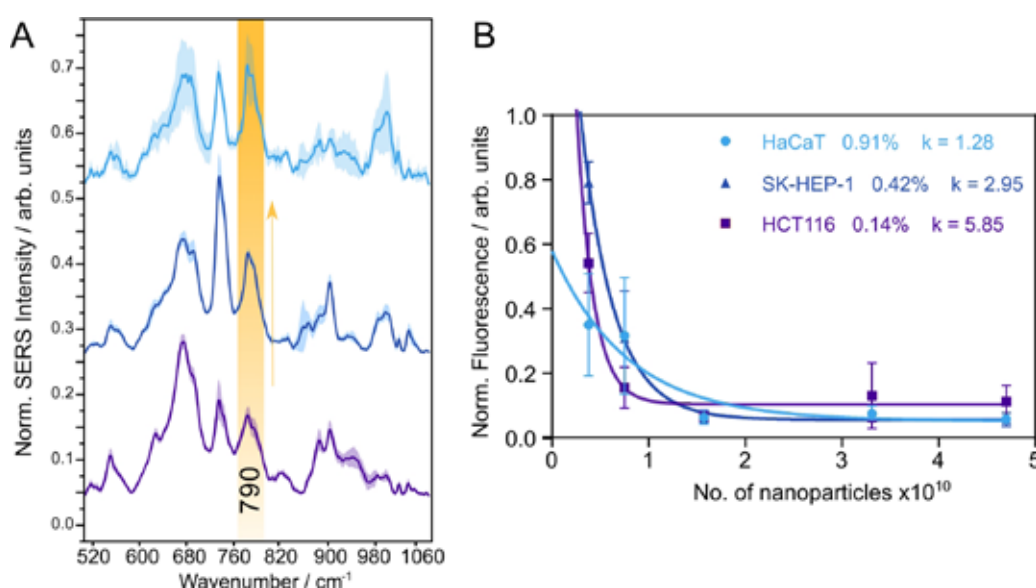 A
Norm. SERS Intensity / arb. units
0.7
0.6
0.5
0.4
0.3
0.2
0.1
0.0
790
520 600 680 760 820 900 980 1060
Wavenumber / cm⁻¹
B
Norm. Fluorescence / arb. units
1.0
0.8
0.6
0.4
0.2
0.0
HaCaT 0.91% k = 1.28
SK-HEP-1 0.42% k = 2.95
HCT116 0.14% k = 5.85
0 1 2 3 4 5
No. of nanoparticles x10¹⁰